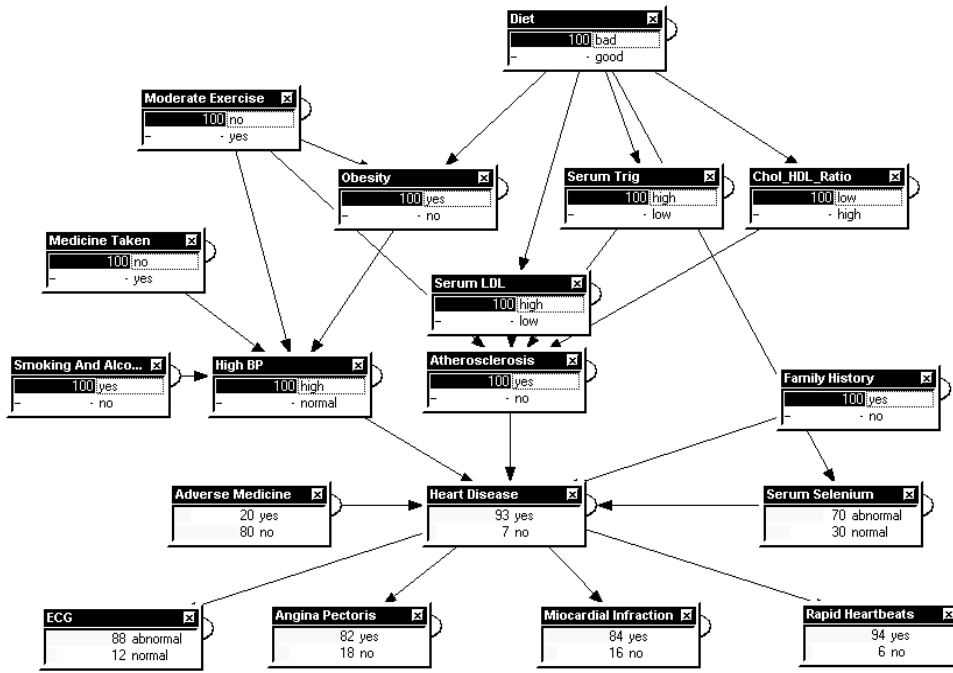 Diet
100 bad
- - good
Moderate Exercise
100 no
- - yes
Obesity
100 yes
- - no
Serum Trig
100 high
- - low
Chol_HDL_Ratio
100 low
- - high
Medicine Taken
100 no
- - yes
Serum LDL
100 high
- - low
Smoking And Alco...
100 yes
- - no
High BP
100 high
- - normal
Atherosclerosis
100 yes
- - no
Family History
100 yes
- - no
Adverse Medicine
20 yes
80 no
Heart Disease
93 yes
7 no
Serum Selenium
70 abnormal
30 normal
ECG
88 abnormal
12 normal
Angina Pectoris
82 yes
18 no
Miocardial Infraction
84 yes
16 no
Rapid Heartbeats
94 yes
6 no